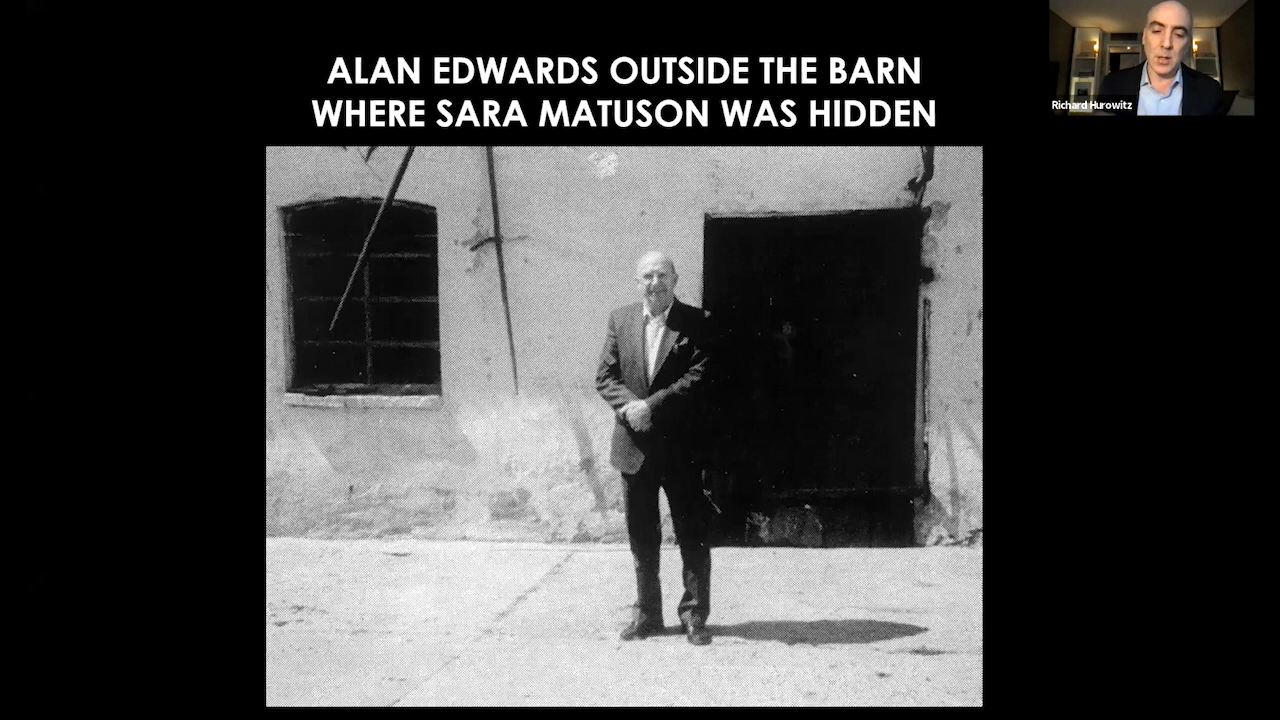 ALAN EDWARDS OUTSIDE THE BARN
WHERE SARA MATUSON WAS HIDDEN
Richard Hurowitz